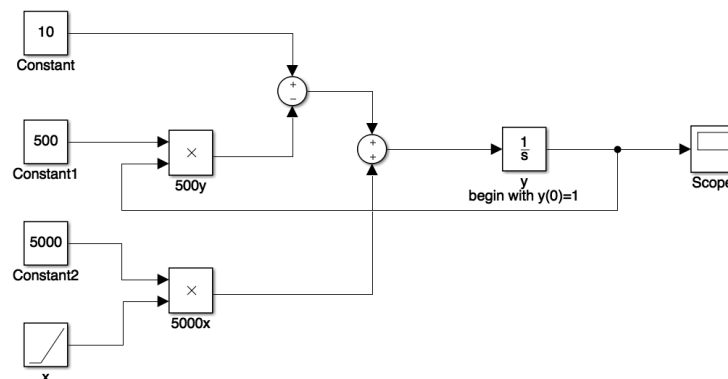 10
Constant
+
−
500
Constant1
×
500y
+
+
1
s
y
begin with y(0)=1
Scope
5000
Constant2
×
5000x
x